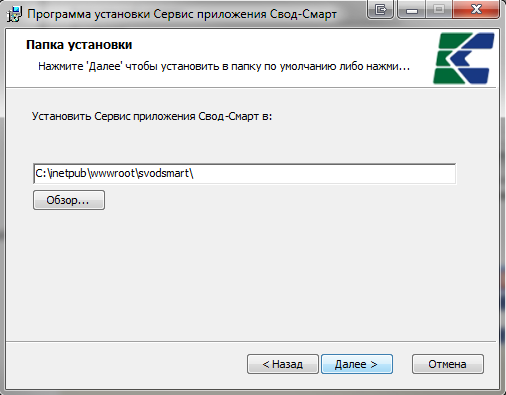 Программа установки Сервис приложения Свод-Смарт
Папка установки
Нажмите 'Далее' чтобы установить в папку по умолчанию либо нажми...
Установить Сервис приложения Свод-Смарт в:
C:\inetpub\wwwroot\svodsmart\
Обзор...
< Назад
Далее >
Отмена